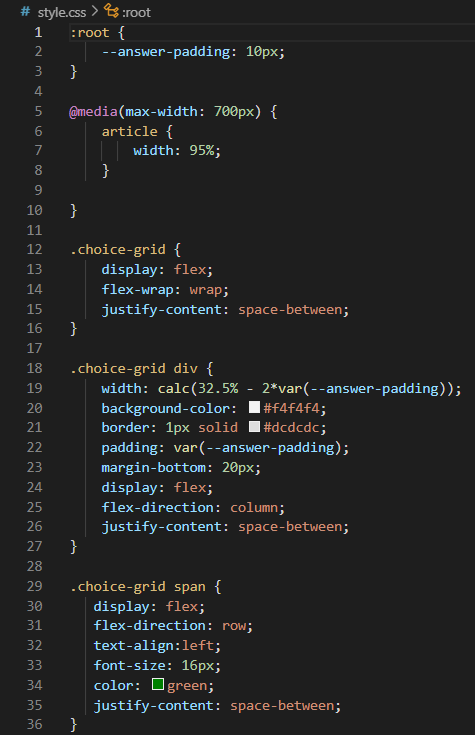 # style.css > :root
1 :root {
2     --answer-padding: 10px;
3 }
4
5 @media(max-width: 700px) {
6     article {
7         width: 95%;
8     }
9
10 }
11
12 .choice-grid {
13     display: flex;
14     flex-wrap: wrap;
15     justify-content: space-between;
16 }
17
18 .choice-grid div {
19     width: calc(32.5% - 2*var(--answer-padding));
20     background-color: #f4f4f4;
21     border: 1px solid #dcdcdc;
22     padding: var(--answer-padding);
23     margin-bottom: 20px;
24     display: flex;
25     flex-direction: column;
26     justify-content: space-between;
27 }
28
29 .choice-grid span {
30    display: flex;
31    flex-direction: row;
32    text-align:left;
33    font-size: 16px;
34    color: green;
35    justify-content: space-between;
36 }